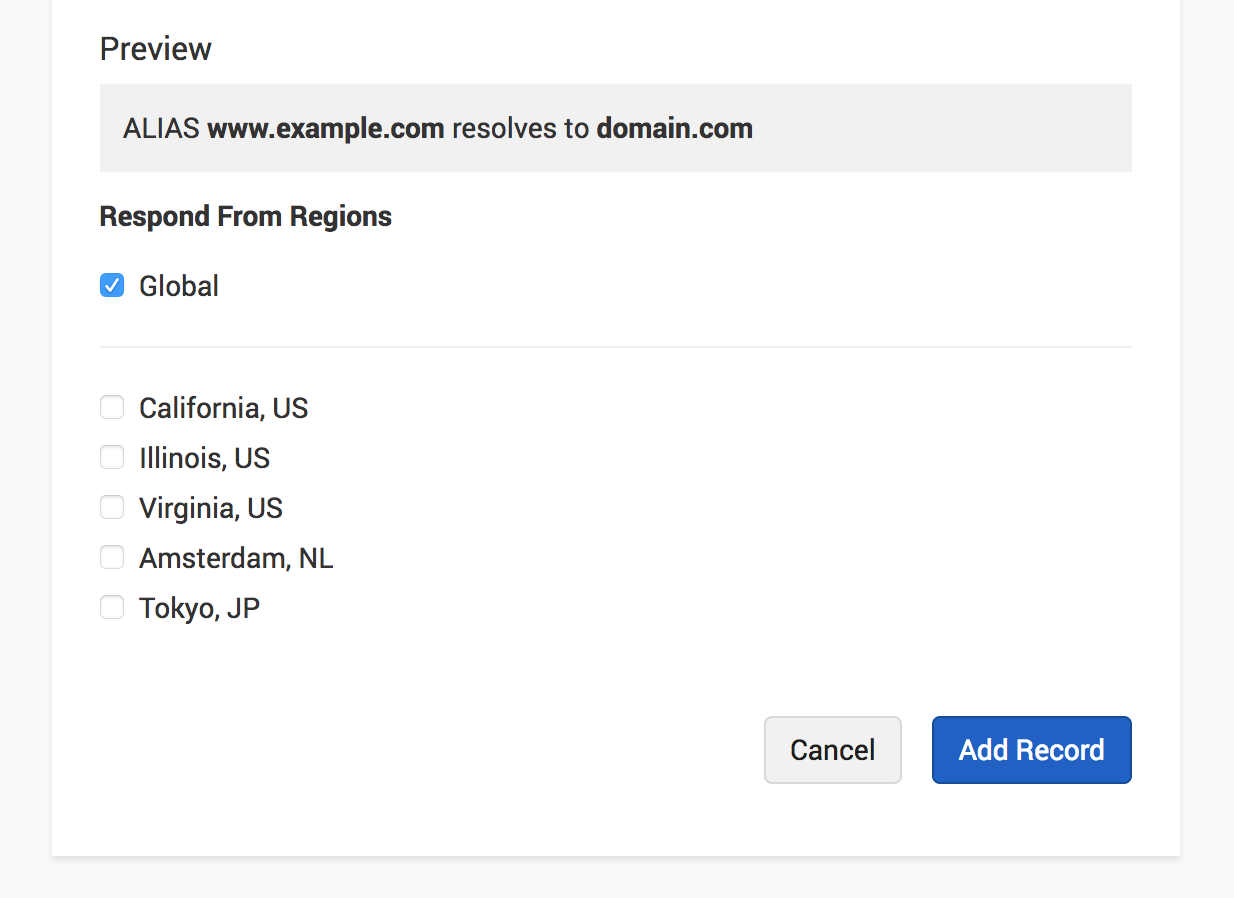 Preview
ALIAS www.example.com resolves to domain.com
Respond From Regions
Global
California, US
Illinois, US
Virginia, US
Amsterdam, NL
Tokyo, JP
Cancel Add Record